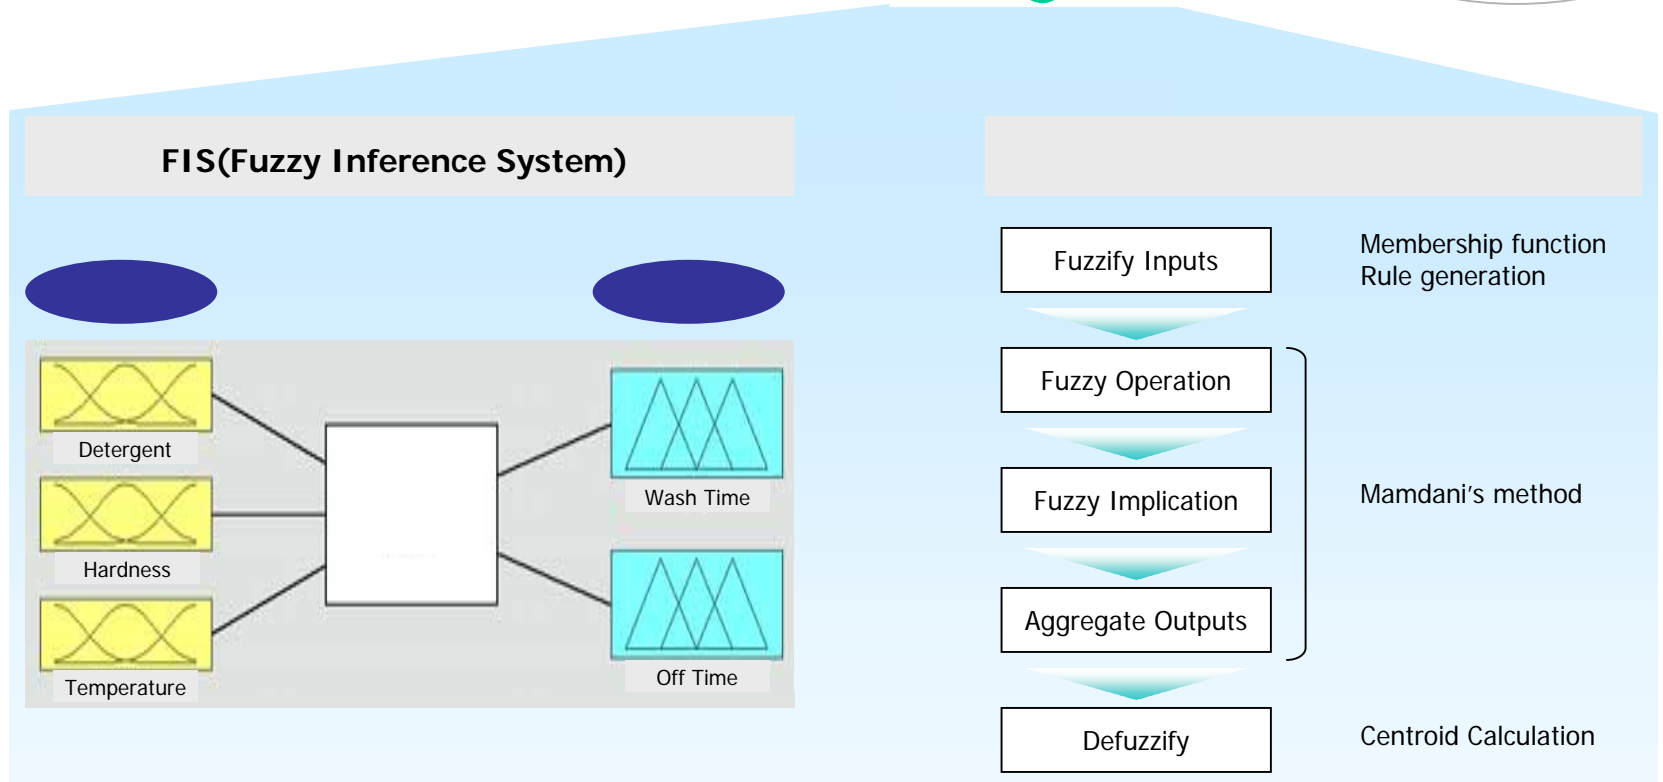 FIS(Fuzzy Inference System)
Detergent
Hardness
Temperature
Wash Time
Off Time
Fuzzify Inputs
Membership function
Rule generation
Fuzzy Operation
Fuzzy Implication
Mamdani's method
Aggregate Outputs
Defuzzify
Centroid Calculation